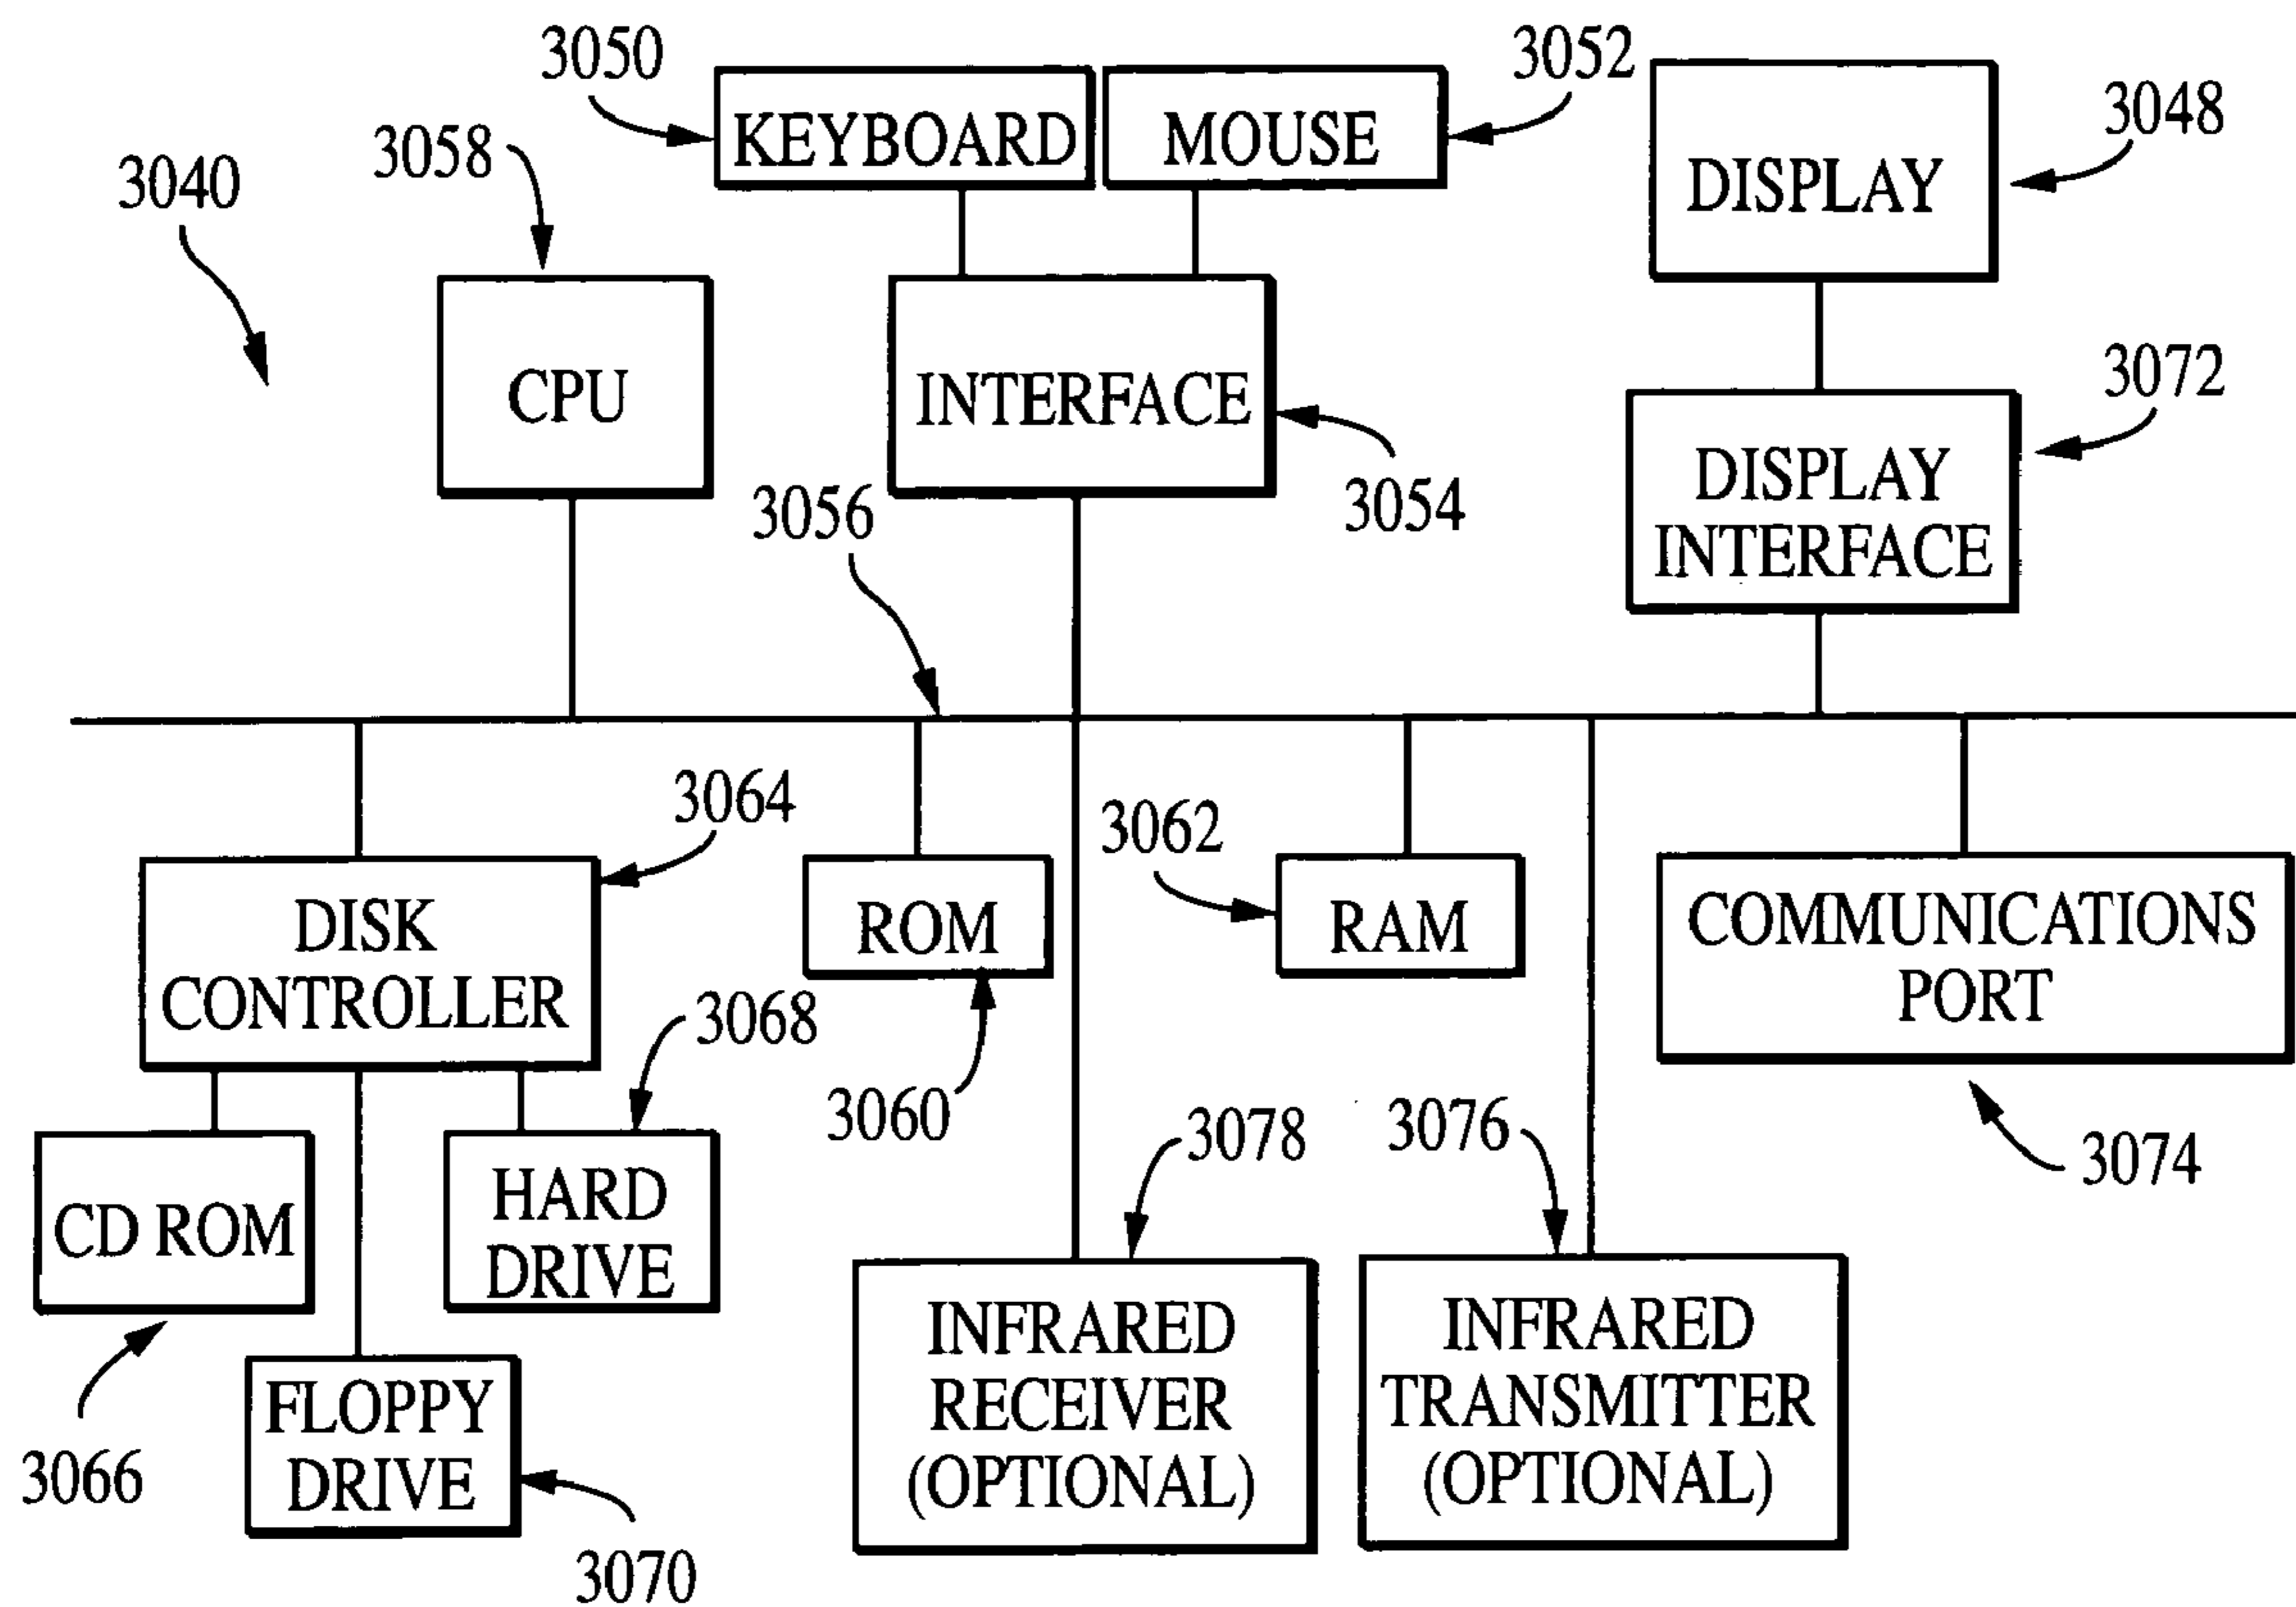 3050
KEYBOARD
MOUSE
3052
DISPLAY
3048
3058
3040
CPU
INTERFACE
3054
3056
3072
DISPLAY
INTERFACE
3064
DISK
CONTROLLER
ROM
3060
3062
RAM
COMMUNICATIONS
PORT
3074
3068
CD ROM
3066
HARD
DRIVE
FLOPPY
DRIVE
3070
3078
INFRARED
RECEIVER
(OPTIONAL)
3076
INFRARED
TRANSMITTER
(OPTIONAL)